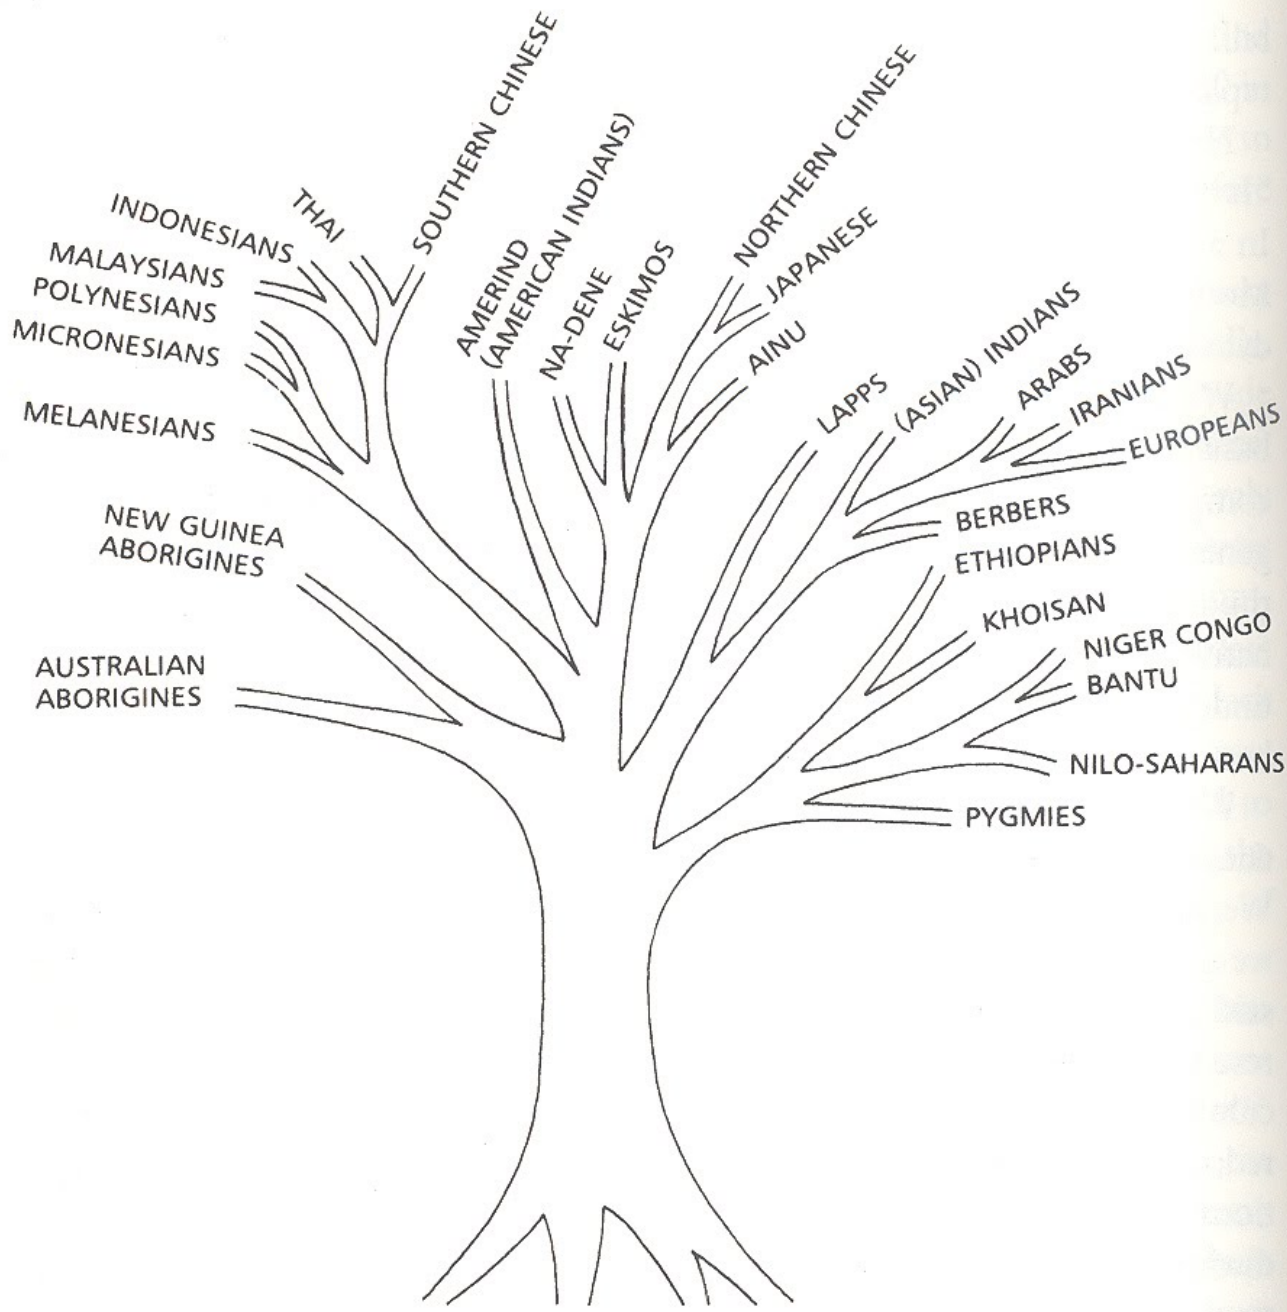 SOUTHERN CHINESE
THAI
INDONESIANS
MALAYSIANS
POLYNESIANS
MICRONESIANS
MELANESIANS
NEW GUINEA
ABORIGINES
AUSTRALIAN
ABORIGINES
AMERIND
(AMERICAN INDIANS)
NA-DENE
ESKIMOS
NORTHERN CHINESE
JAPANESE
AINU
LAPPS
(ASIAN) INDIANS
ARABS
IRANIANS
EUROPEANS
BERBERS
ETHIOPIANS
KHOISAN
NIGER CONGO
BANTU
NILO-SAHARANS
PYGMIES